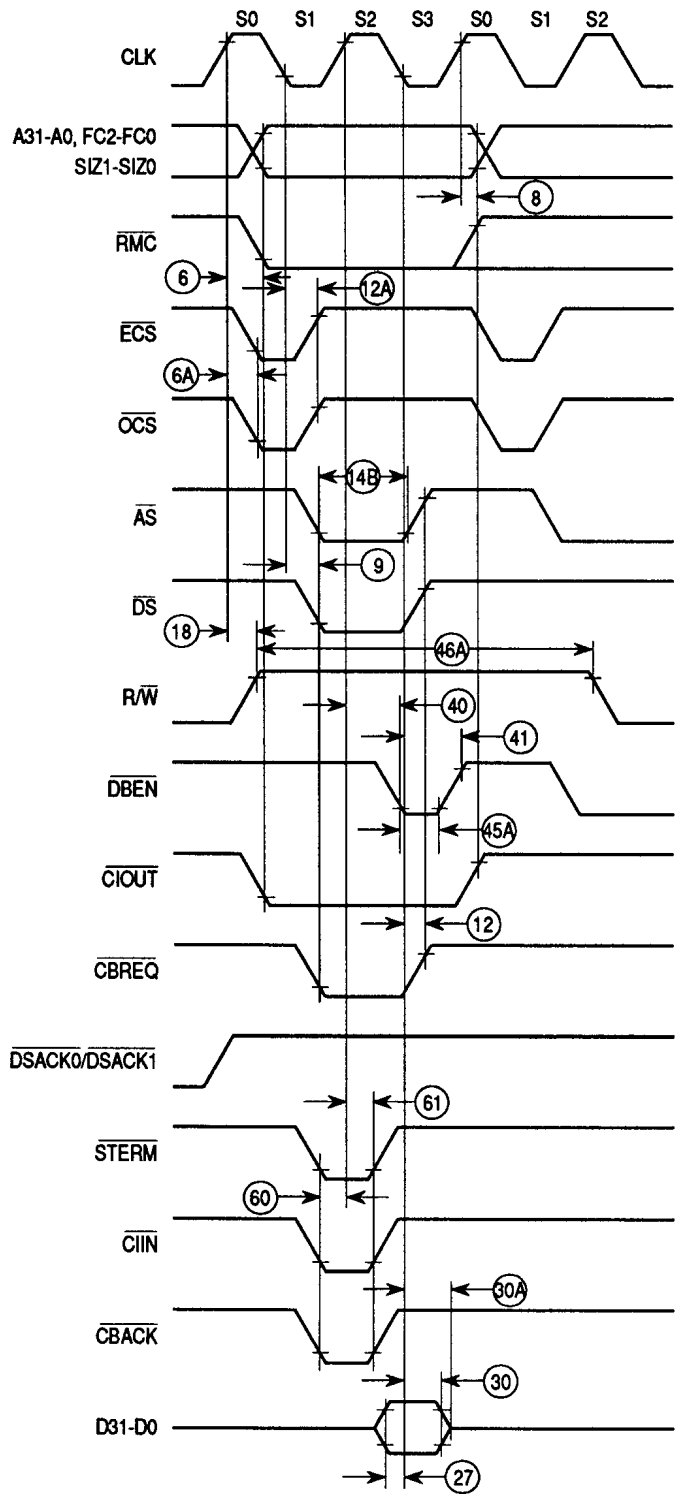 S0 S1 S2 S3 S0 S1 S2
CLK
A31-A0, FC2-FC0
SIZ1-SIZ0
8
RMC
6
12A
ECS
6A
OCS
14B
AS
9
DS
18
46A
R/W
40
41
DBEN
45A
CIOUT
12
CBREQ
DSACK0/DSACK1
61
STERM
60
CIIN
30A
CBACK
30
D31-D0
27